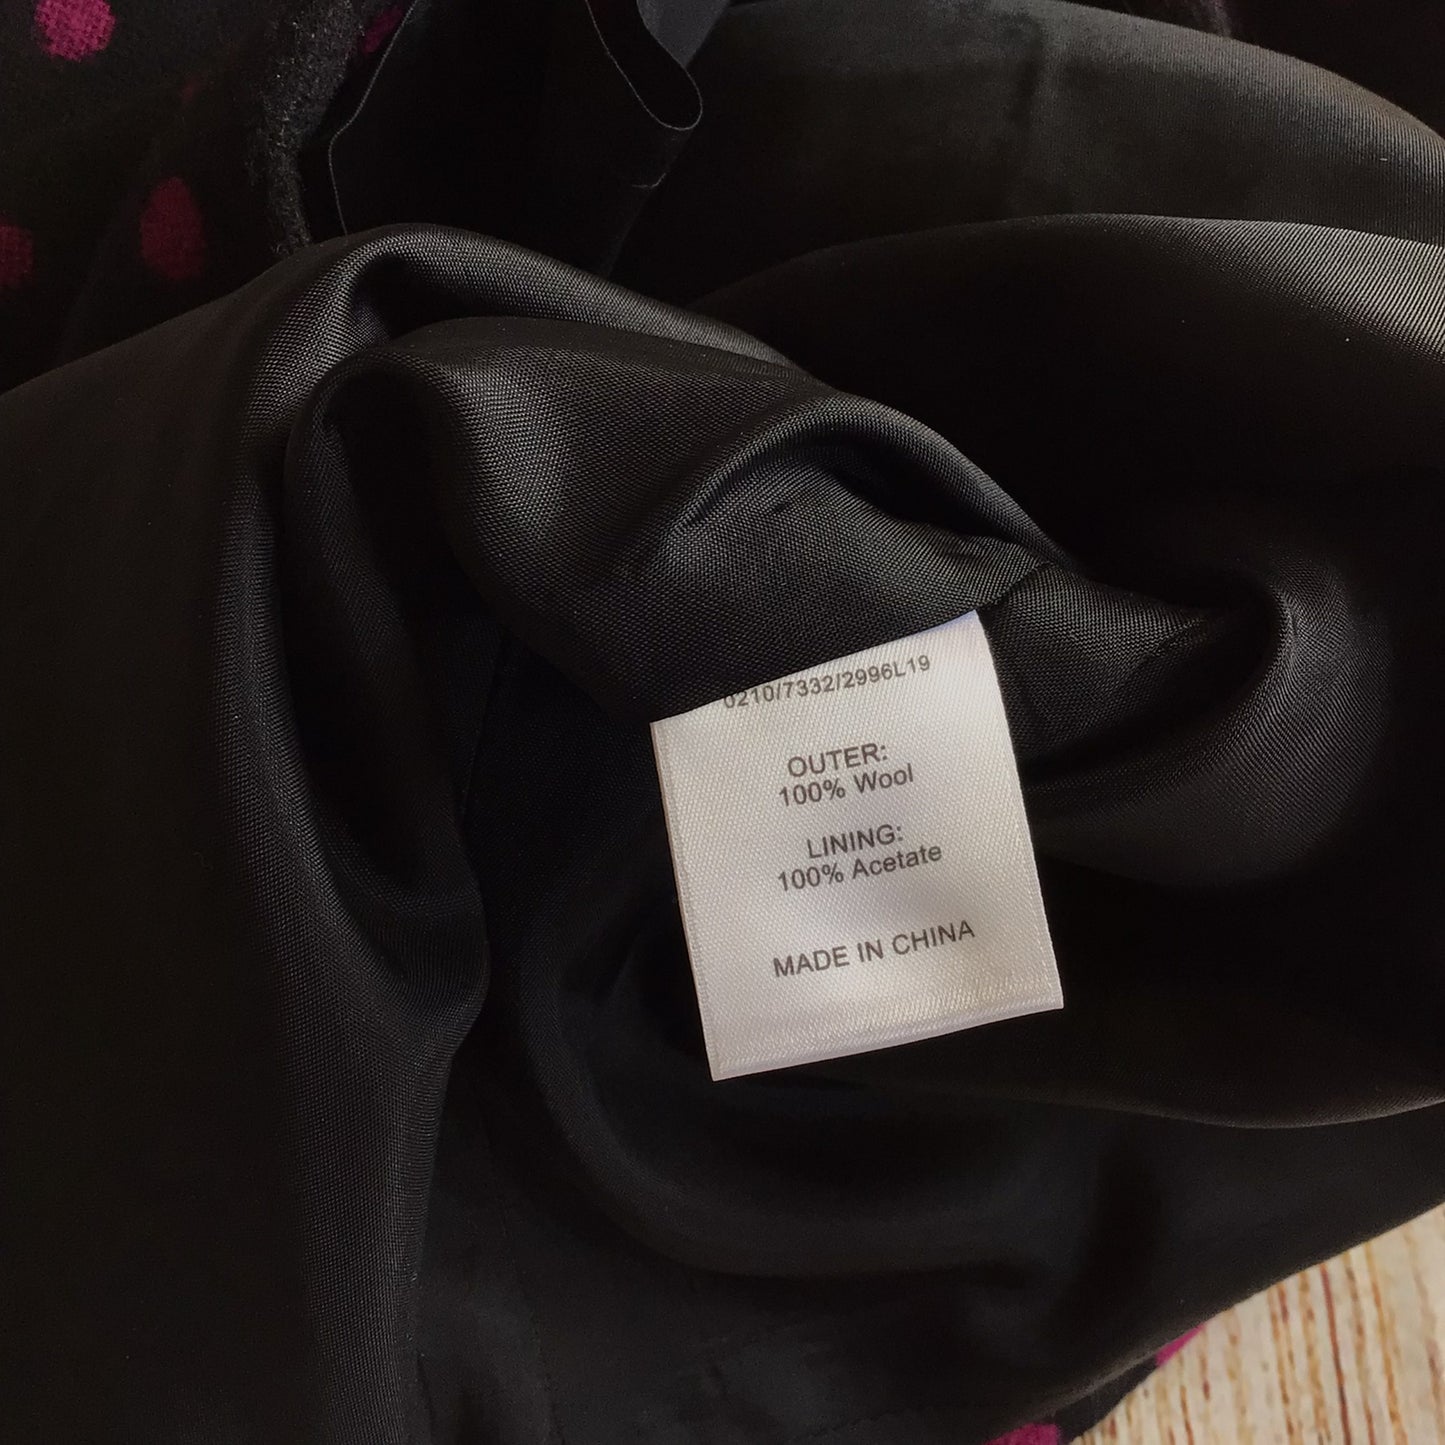 0210/7332/2996L19
OUTER:
100% Wool
LINING:
100% Acetate
MADE IN CHINA